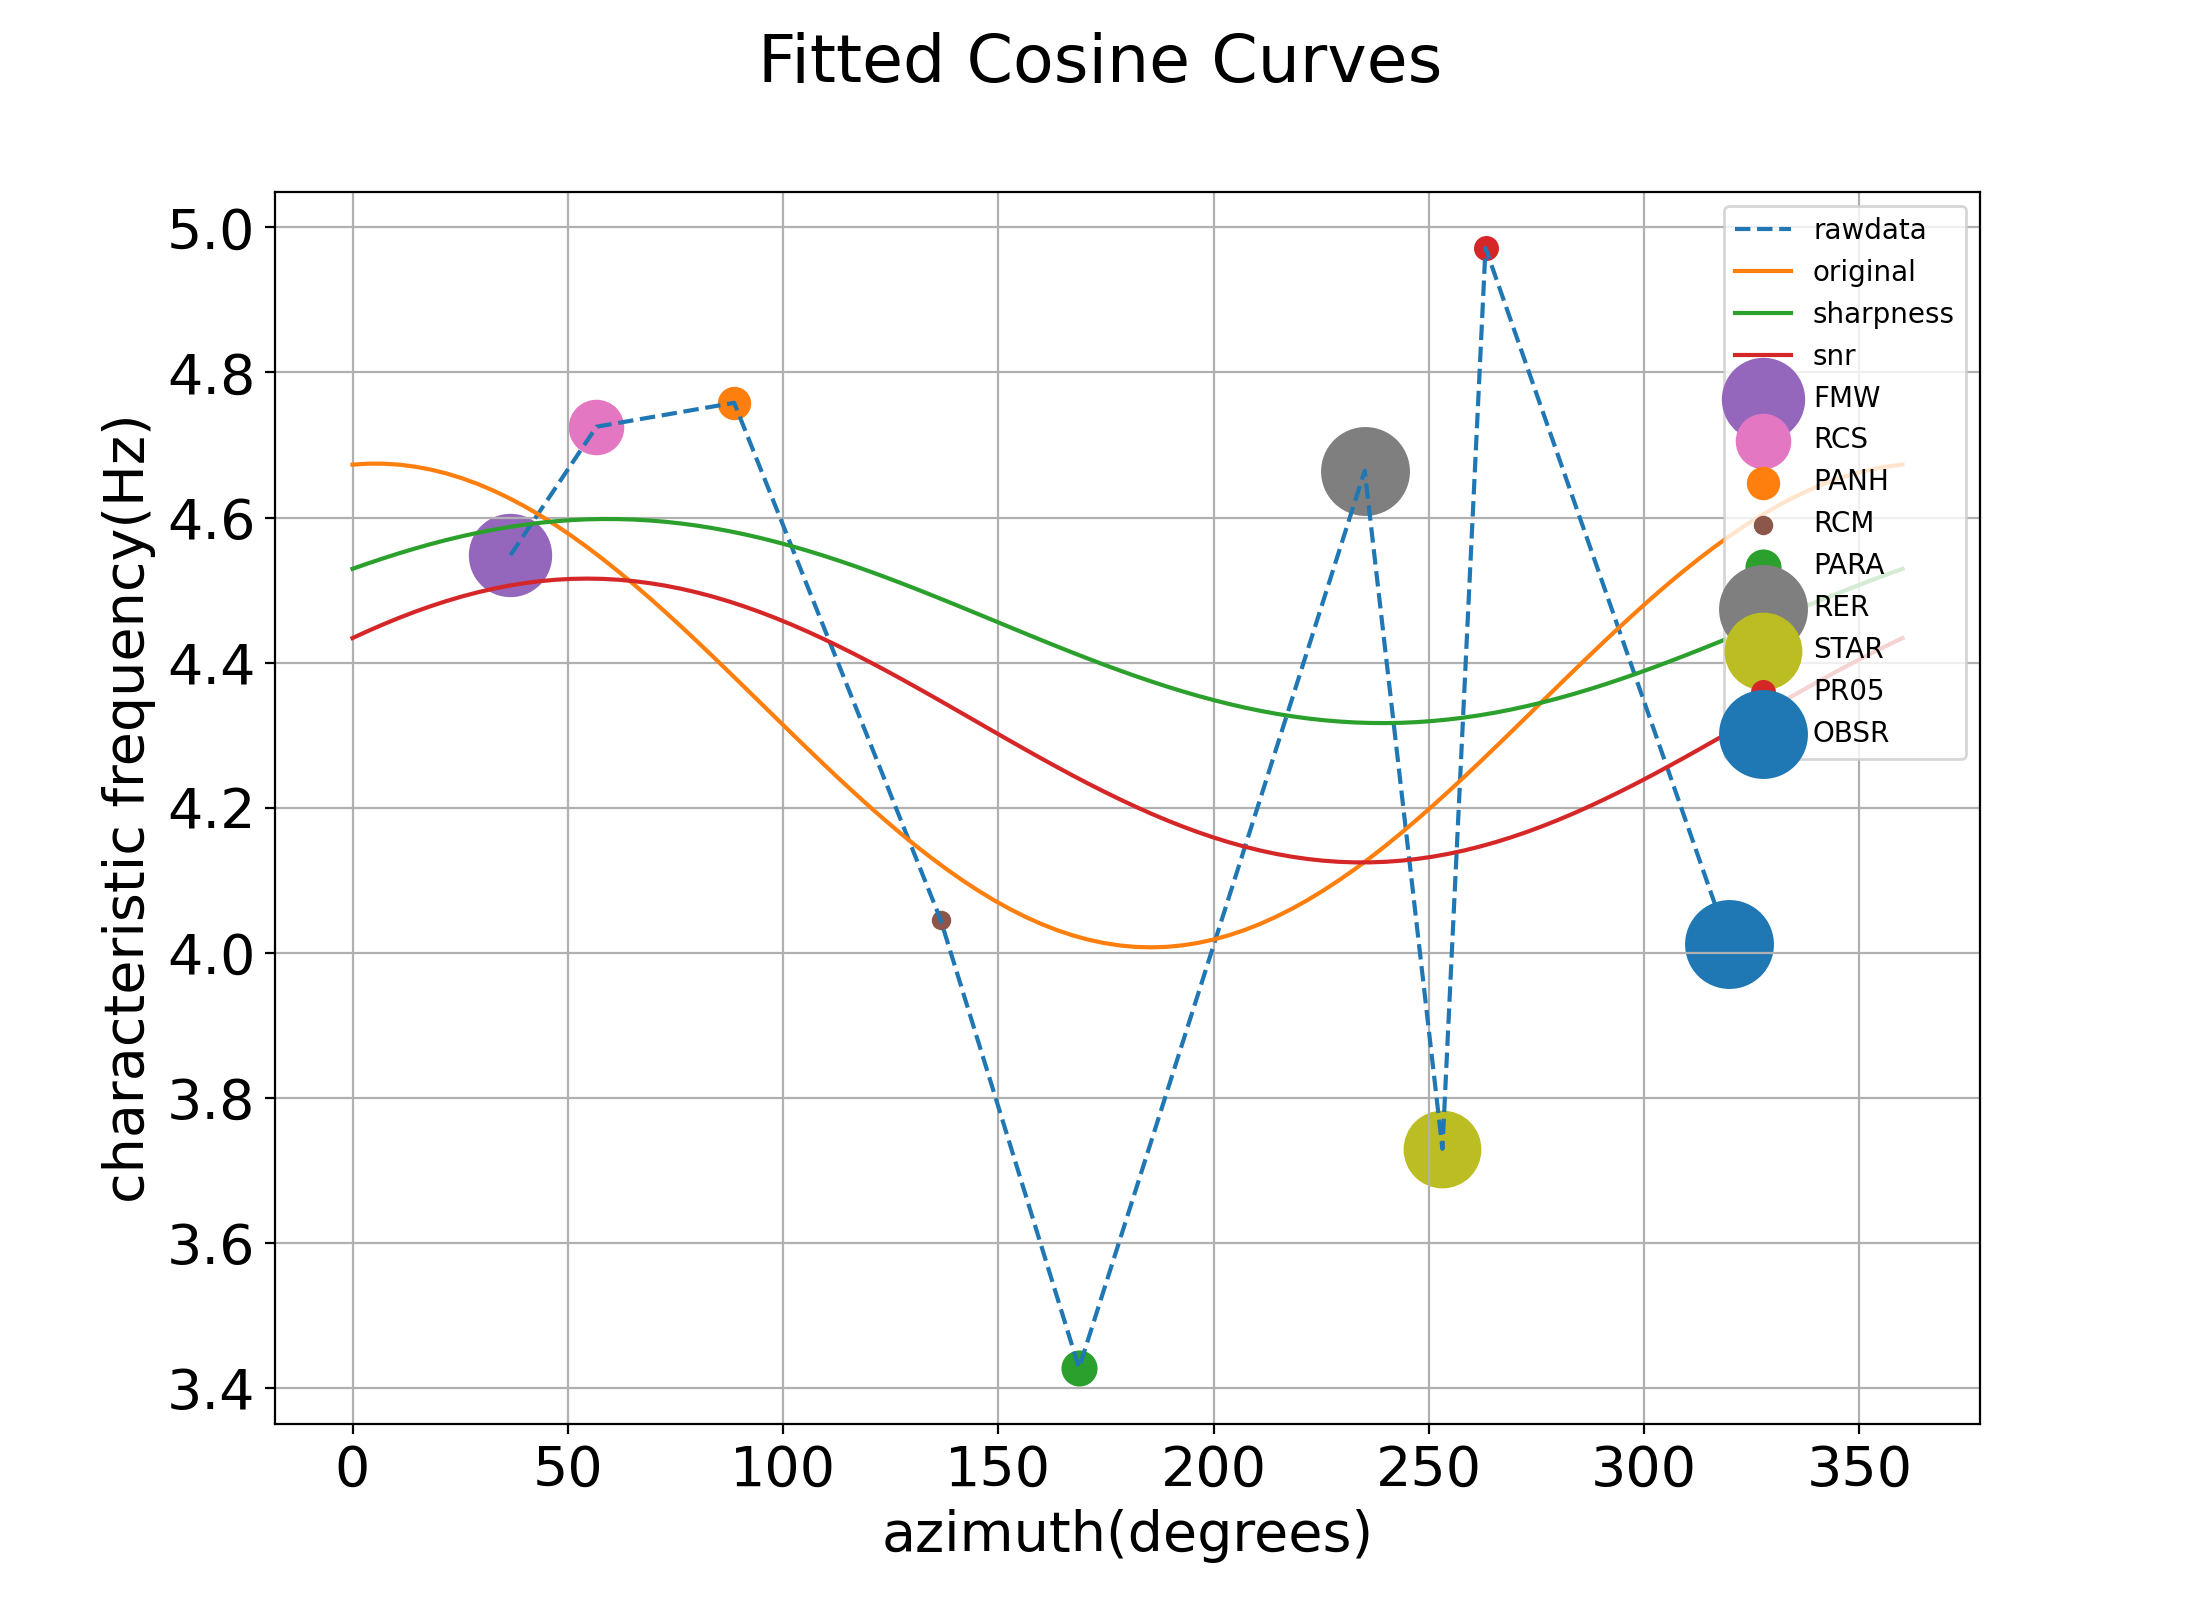 Fitted Cosine Curves
characteristic frequency(Hz)
5.0
4.8
4.6
4.4
4.2
4.0
3.8
3.6
3.4
rawdata
original
sharpness
snr
FMW
RCS
PANH
RCM
PARA
RER
STAR
PR05
OBSR
0 50 100 150 200 250 300 350
azimuth(degrees)